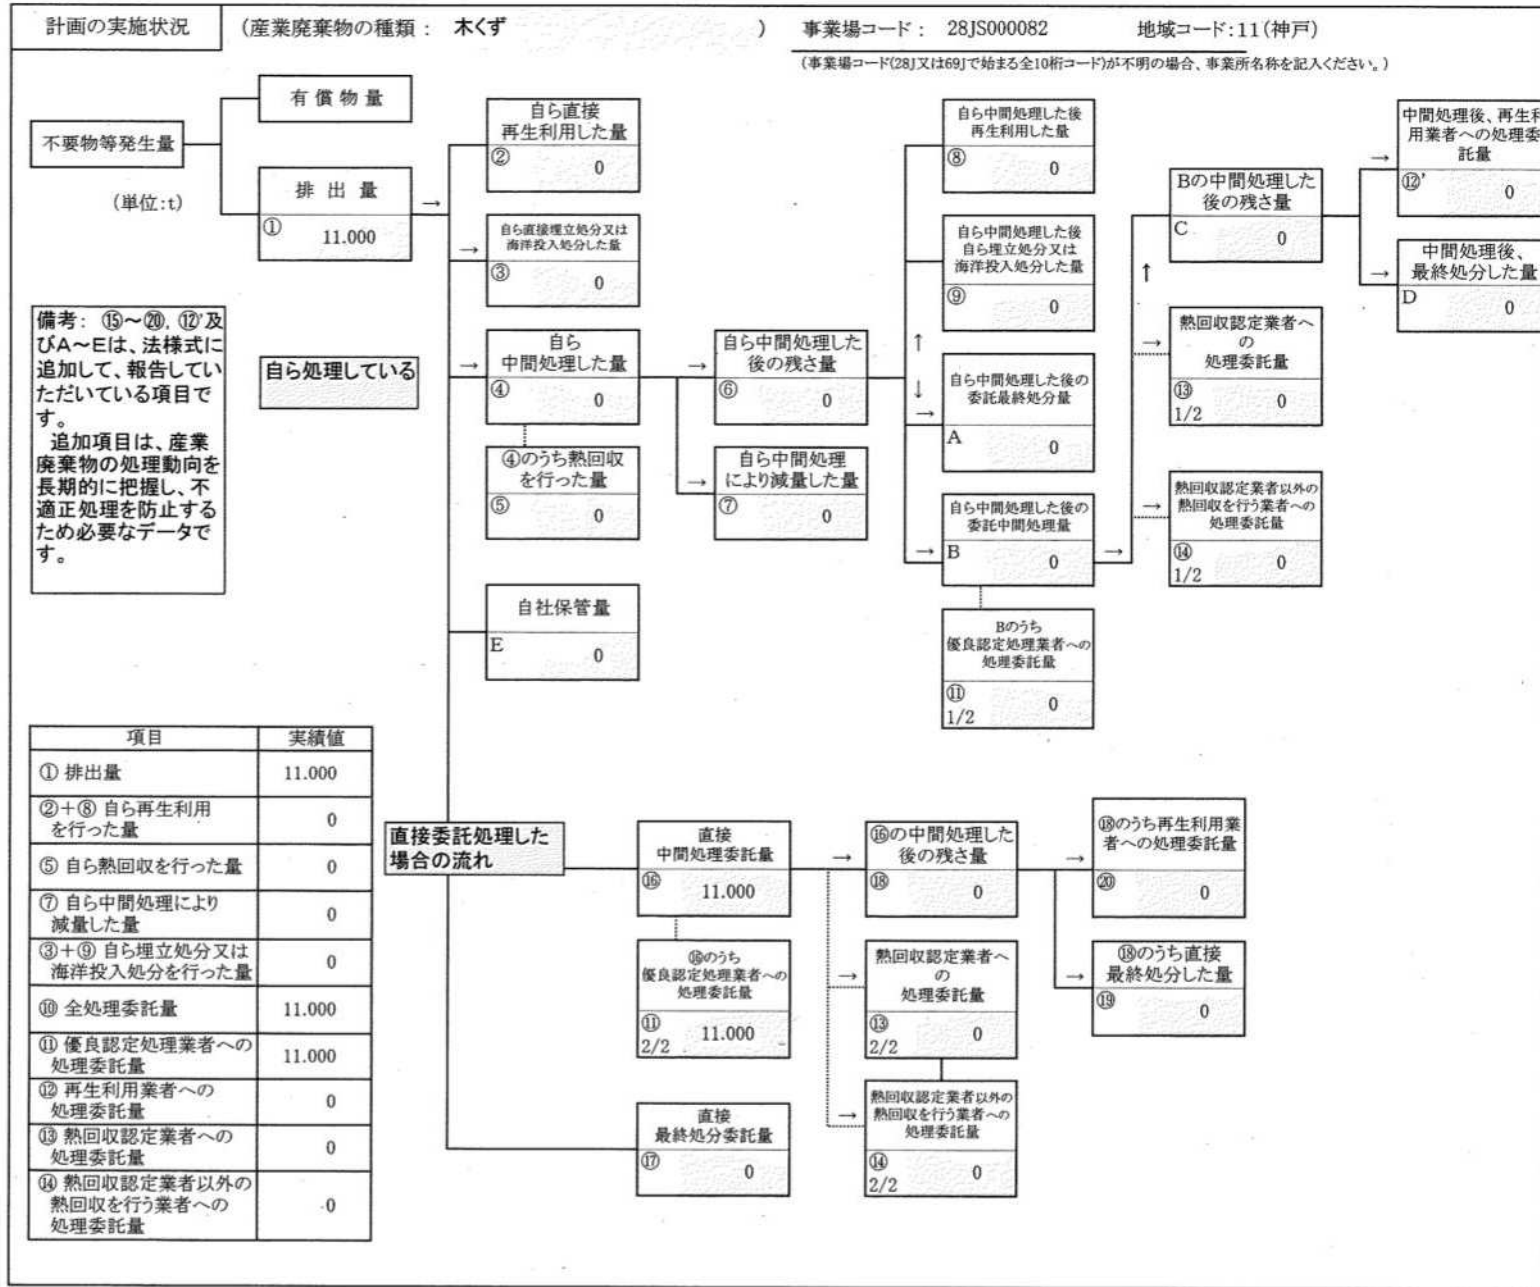 計画の実施状況
(産業廃棄物の種類： 木くず )
事業場コード： 28JS000082
地域コード：11(神戸)
(事業場コード(28J又は69Jで始まる全10桁コード)が不明の場合、事業所名称を記入ください。)
不要物等発生量
(単位：t)
有償物量
排出量
① 11.000
→
自ら直接
再生利用した量
② 0
→
自ら直接埋立処分又は
海洋投入処分した量
③ 0
備考： ⑮～⑳, ⑫'及
びA～Eは、法様式に
追加して、報告してい
ただいている項目で
す。
追加項目は、産業
廃棄物の処理動向を
長期的に把握し、不
適正処理を防止する
ため必要なデータで
す。
自ら処理している
→
自ら
中間処理した量
④ 0
④のうち熱回収
を行った量
⑤ 0
→
自ら中間処理した
後の残さ量
⑥ 0
→
自ら中間処理
により減量した量
⑦ 0
自社保管量
E 0
自ら中間処理した後
再生利用した量
⑧ 0
自ら中間処理した後
自ら埋立処分又は
海洋投入処分した量
⑨ 0
↑
↓
→
自ら中間処理した後の
委託最終処分量
A 0
→
自ら中間処理した後の
委託中間処理量
B 0
→
Bのうち
優良認定処理業者への
処理委託量
⑪
1/2 0
↑
Bの中間処理した
後の残さ量
C 0
→
熱回収認定業者へ
の
処理委託量
⑬
1/2 0
→
熱回収認定業者以外の
熱回収を行う業者への
処理委託量
⑭
1/2 0
→
中間処理後、再生利
用業者への処理委
託量
⑫' 0
→
中間処理後、
最終処分した量
D 0
項目 実績値
① 排出量 11.000
②+⑧ 自ら再生利用
を行った量 0
⑤ 自ら熱回収を行った量 0
⑦ 自ら中間処理により
減量した量 0
③+⑨ 自ら埋立処分又は
海洋投入処分を行った量 0
⑩ 全処理委託量 11.000
⑪ 優良認定処理業者への
処理委託量 11.000
⑫ 再生利用業者への
処理委託量 0
⑬ 熱回収認定業者への
処理委託量 0
⑭ 熱回収認定業者以外の
熱回収を行う業者への
処理委託量 0
直接委託処理した
場合の流れ
直接
中間処理委託量
⑯ 11.000
⑯のうち
優良認定処理業者への
処理委託量
⑪
2/2 11.000
直接
最終処分委託量
⑰ 0
→
⑯の中間処理した
後の残さ量
⑱ 0
→
熱回収認定業者へ
の
処理委託量
⑬
2/2 0
→
熱回収認定業者以外の
熱回収を行う業者への
処理委託量
⑭
2/2 0
→
⑱のうち再生利用業
者への処理委託量
⑳ 0
→
⑱のうち直接
最終処分した量
⑲ 0